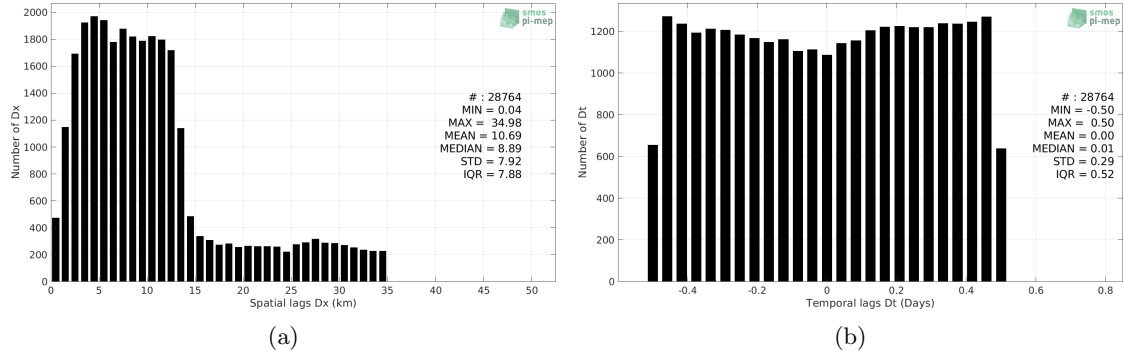 smos
pi-mep
2000
1800
1600
1400
1200
1000
800
600
400
200
0
Number of Dx
# : 28764
MIN = 0.04
MAX = 34.98
MEAN = 10.69
MEDIAN = 8.89
STD = 7.92
IQR = 7.88
0 5 10 15 20 25 30 35 40 45 50
Spatial lags Dx (km)
(a)
smos
pi-mep
1200
1000
800
600
400
200
0
Number of Dt
# : 28764
MIN = -0.50
MAX = 0.50
MEAN = 0.00
MEDIAN = 0.01
STD = 0.29
IQR = 0.52
-0.4 -0.2 0 0.2 0.4 0.6 0.8
Temporal lags Dt (Days)
(b)